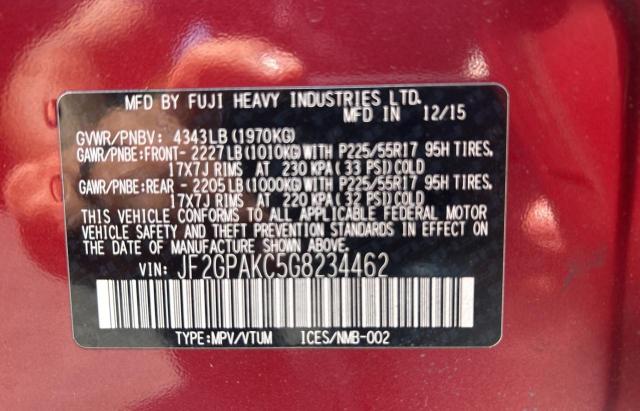 MFD BY FUJI HEAVY INDUSTRIES LTD.
MFD IN 12/15
GVWR/PNBV: 4343LB(1970KG)
GAWR/PNBE:FRONT- 2227LB(1010KG)WITH P225/55R17 95H TIRES.
17X7J RIMS AT 230 KPA(33 PSI)COLD
GAWR/PNBE:REAR - 2205LB(1000KG)WITH P225/55R17 95H TIRES.
17X7J RIMS AT 220 KPA(32 PSI)COLD
THIS VEHICLE CONFORMS TO ALL APPLICABLE FEDERAL MOTOR
VEHICLE SAFETY AND THEFT PREVENTION STANDARDS IN EFFECT ON
THE DATE OF MANUFACTURE SHOWN ABOVE.
VIN: JF2GPAKC5G8234462
TYPE:MPV/VTUM ICES/NMB-002